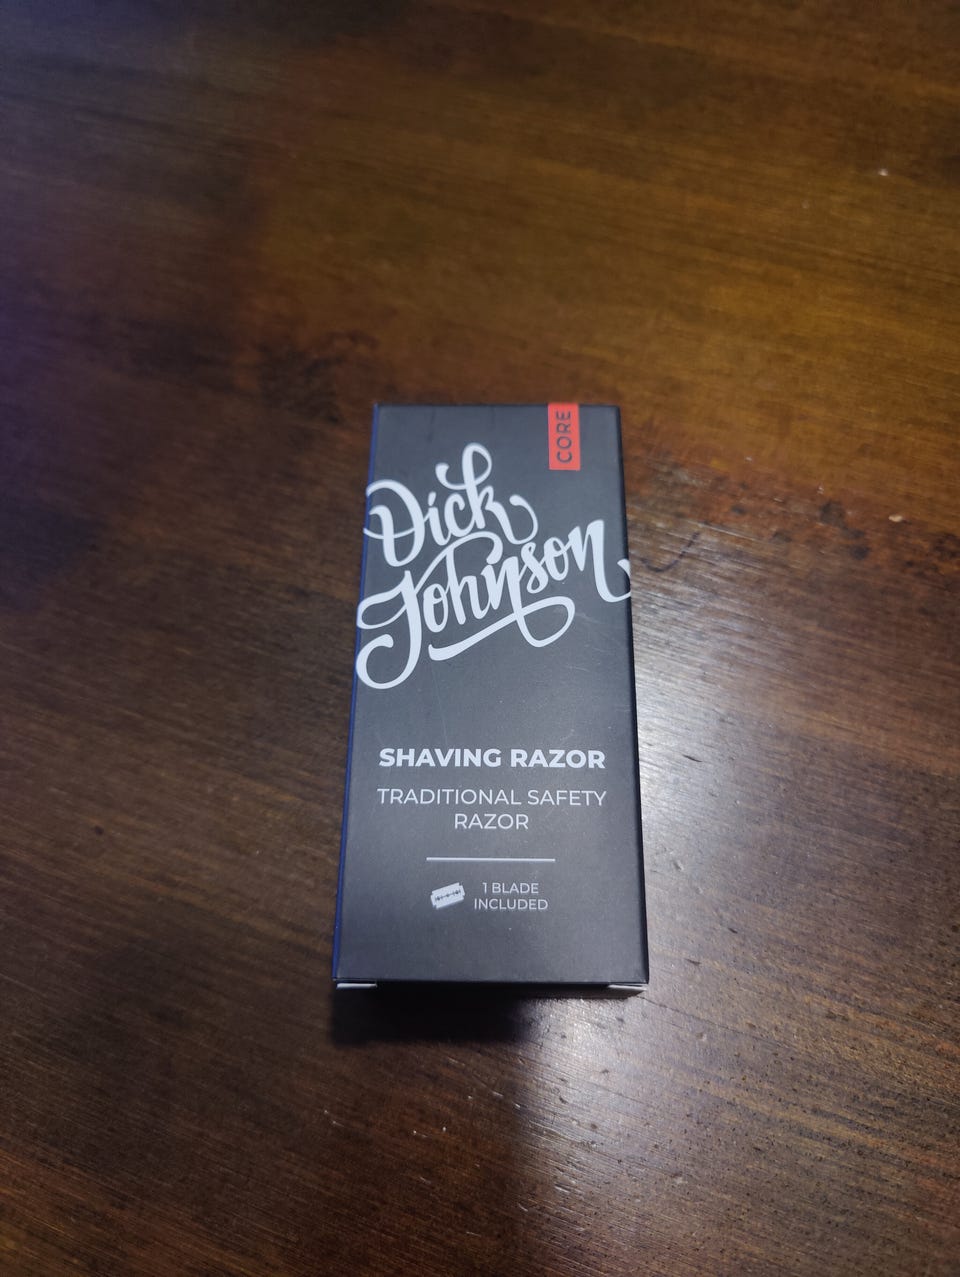 CORE
Dick
Johnson
SHAVING RAZOR
TRADITIONAL SAFETY
RAZOR
1 BLADE
INCLUDED